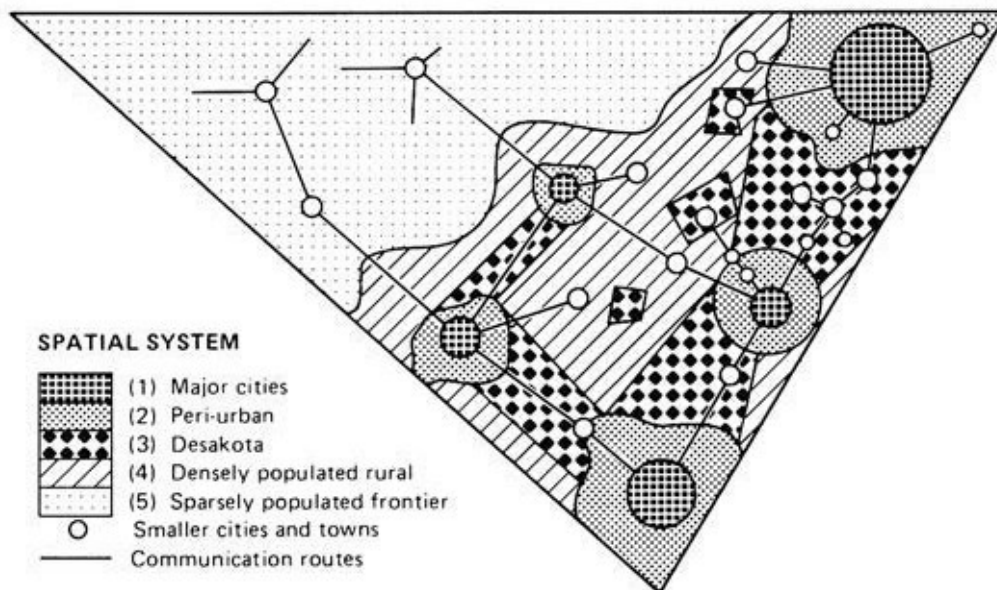 SPATIAL SYSTEM
(1) Major cities
(2) Peri-urban
(3) Desakota
(4) Densely populated rural
(5) Sparsely populated frontier
Smaller cities and towns
Communication routes